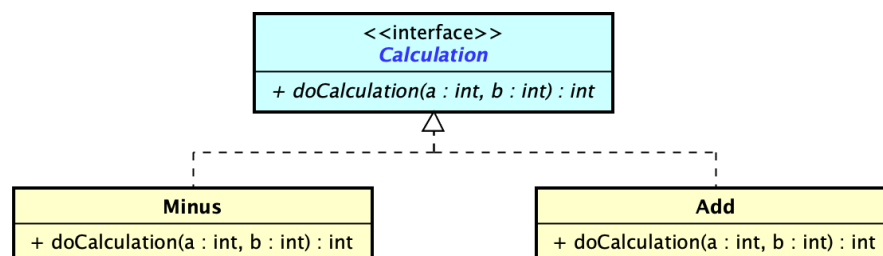 <<interface>>
Calculation
+ doCalculation(a : int, b : int) : int
Minus
+ doCalculation(a : int, b : int) : int
Add
+ doCalculation(a : int, b : int) : int